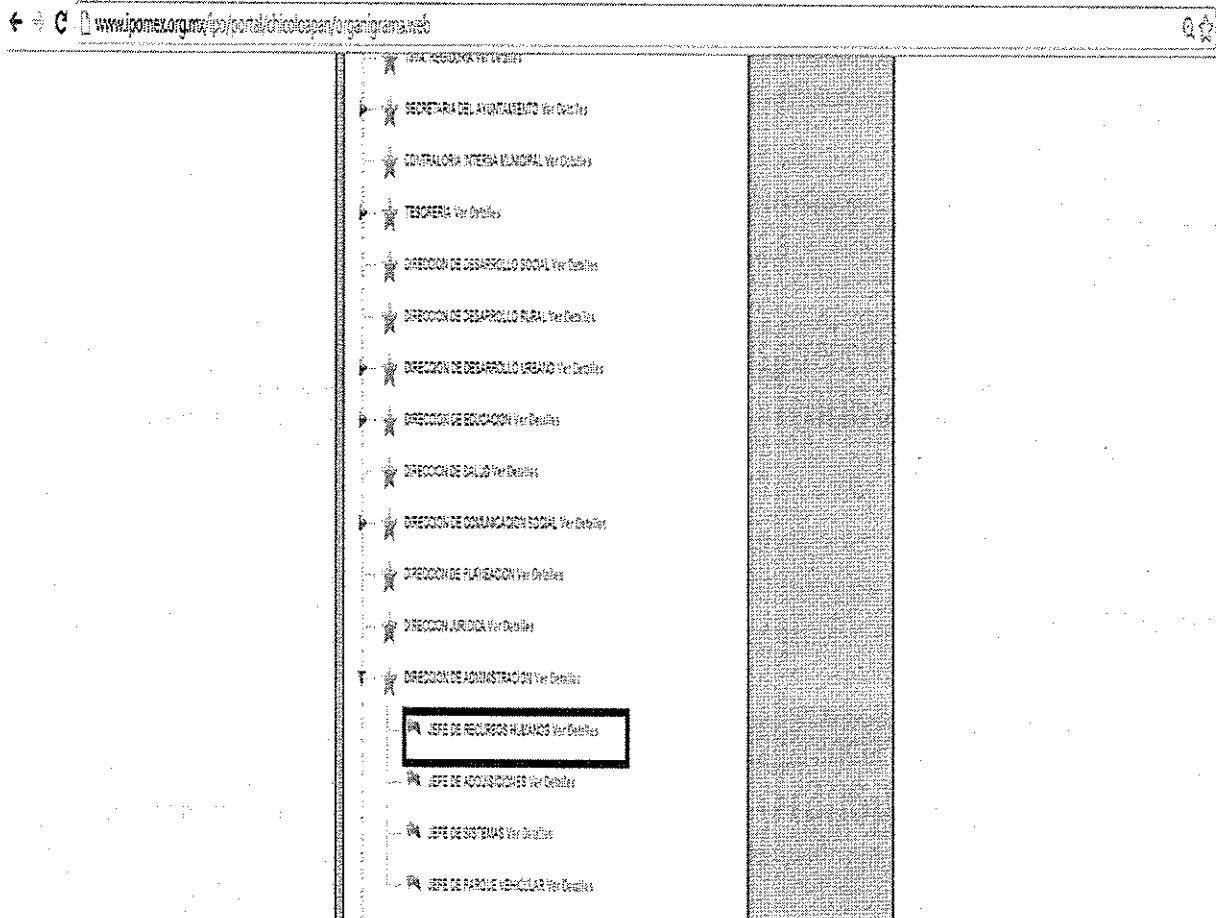 www.ipomex.org.mx/ipo/portal/chicoloapan/organigrama.web
REGIDURIA Ver Detalles
SECRETARIA DEL AYUNTAMIENTO Ver Detalles
CONTRALORIA INTERNA MUNICIPAL Ver Detalles
TESORERIA Ver Detalles
DIRECCION DE DESARROLLO SOCIAL Ver Detalles
DIRECCION DE DESARROLLO RURAL Ver Detalles
DIRECCION DE DESARROLLO URBANO Ver Detalles
DIRECCION DE EDUCACION Ver Detalles
DIRECCION DE SALUD Ver Detalles
DIRECCION DE COMUNICACION SOCIAL Ver Detalles
DIRECCION DE PLANEACION Ver Detalles
DIRECCION JURIDICA Ver Detalles
DIRECCION DE ADMINISTRACION Ver Detalles
JEFE DE RECURSOS HUMANOS Ver Detalles
JEFE DE ADQUISICIONES Ver Detalles
JEFE DE SISTEMAS Ver Detalles
JEFE DE PARQUE VEHICULAR Ver Detalles